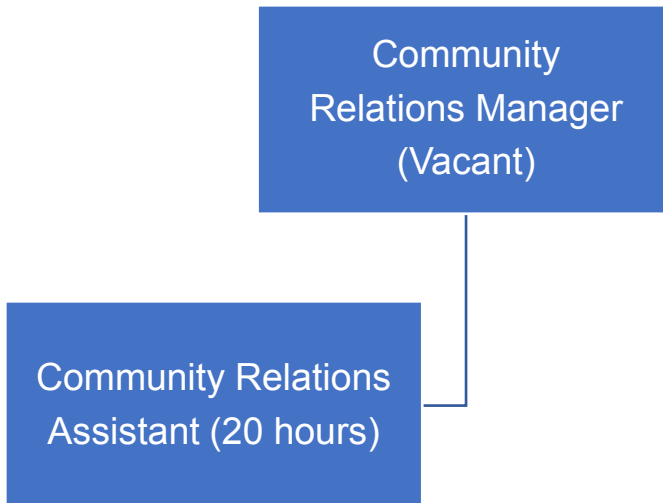 Community
Relations Manager
(Vacant)
Community Relations
Assistant (20 hours)